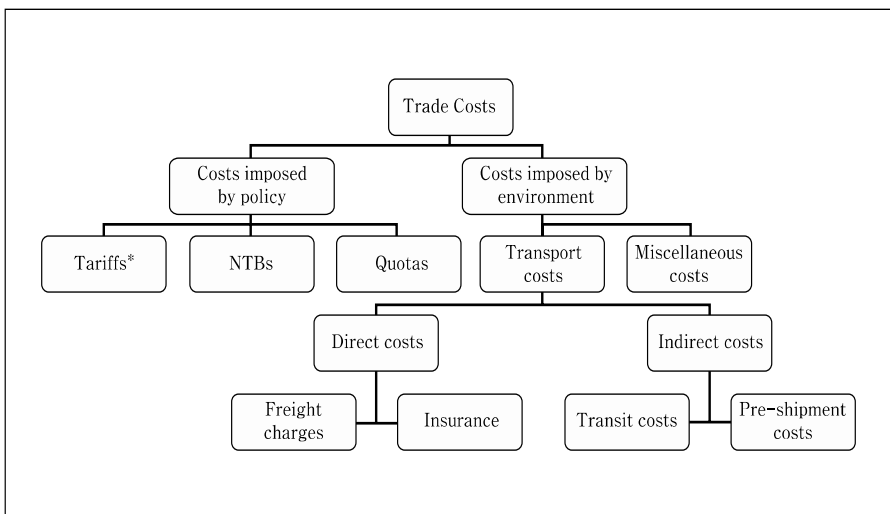 Trade Costs
Costs imposed
by policy
Costs imposed by
environment
Tariffs*
NTBs
Quotas
Transport
costs
Miscellaneous
costs
Direct costs
Indirect costs
Freight
charges
Insurance
Transit costs
Pre-shipment
costs